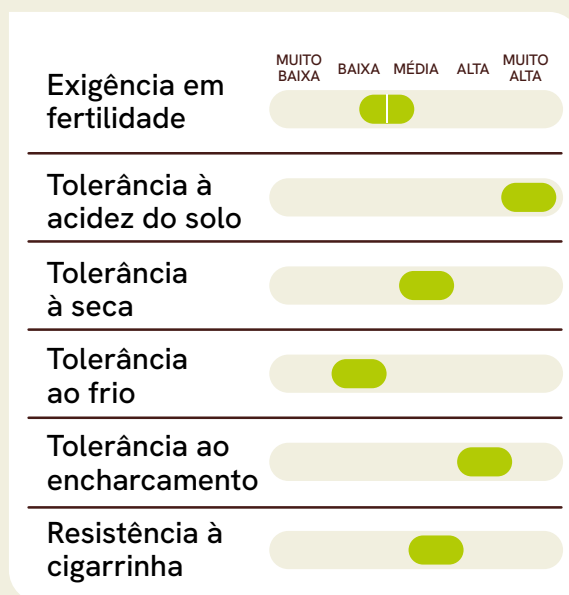 MUITO BAIXA BAIXA MÉDIA ALTA MUITO ALTA
Exigência em
fertilidade
Tolerância à
acidez do solo
Tolerância
à seca
Tolerância
ao frio
Tolerância ao
encharcamento
Resistência à
cigarrinha